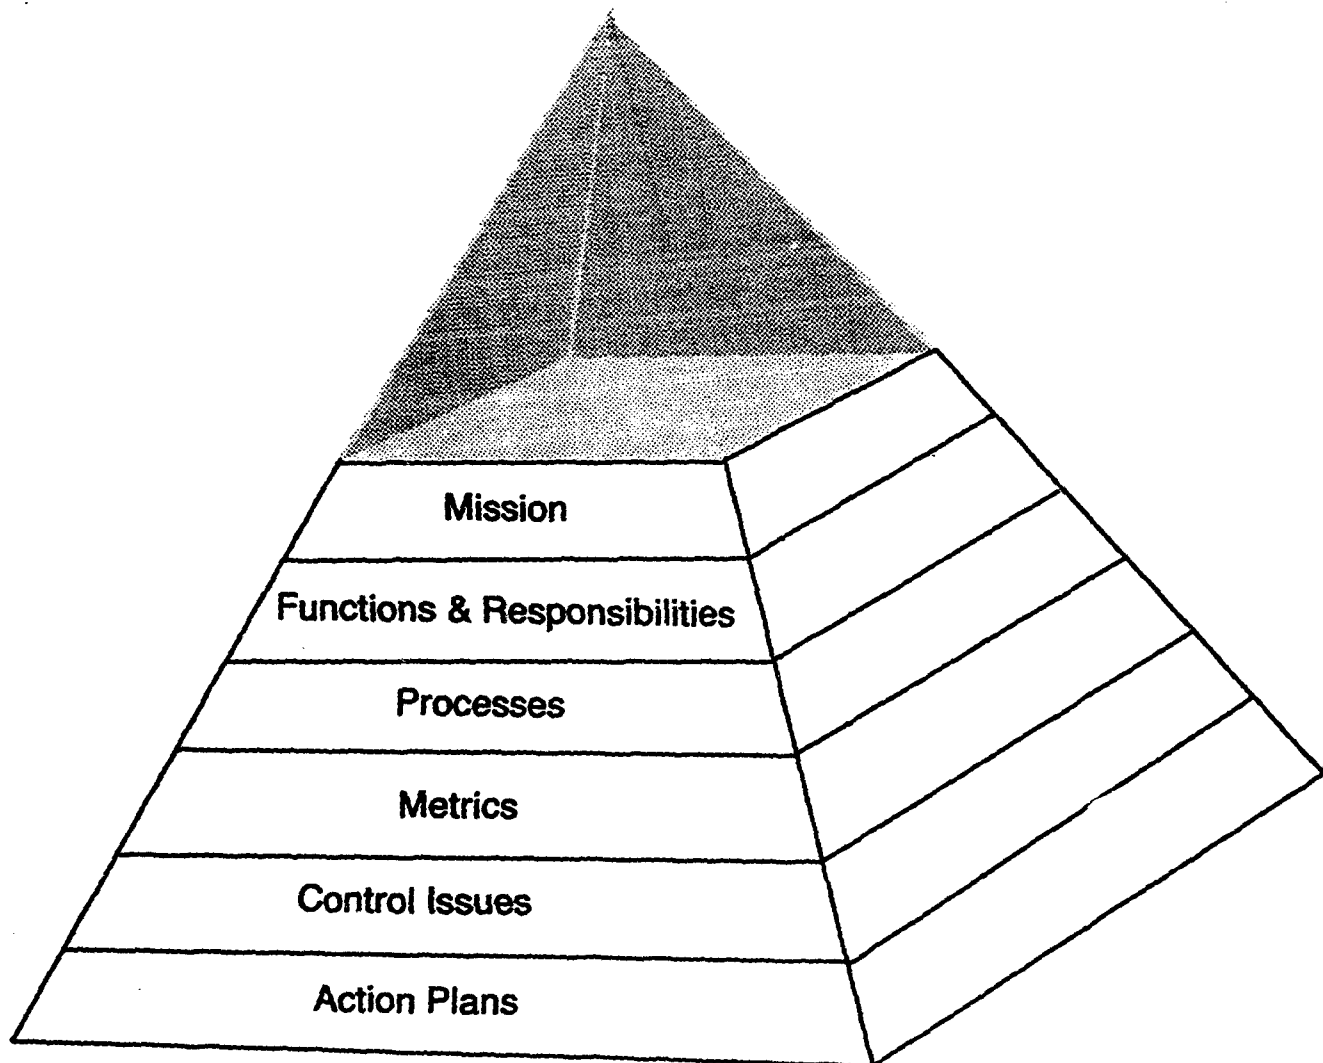 Mission
Functions & Responsibilities
Processes
Metrics
Control Issues
Action Plans